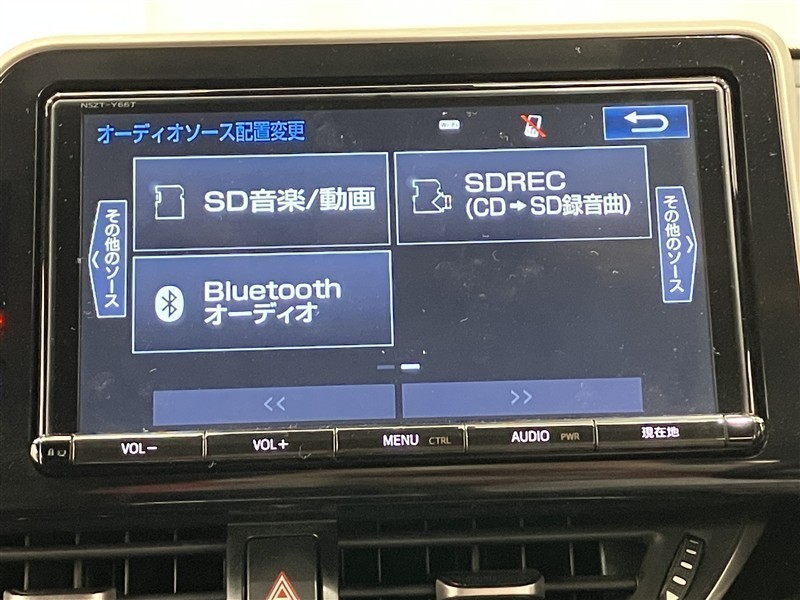 NSZT-Y66T
オーディオソース配置変更
Wi-Fi
SD音楽/動画
SDREC
(CD➡SD録音曲)
その他のソース
その他のソース
Bluetooth
オーディオ
<<
>>
VOL−
VOL+
MENU CTRL
AUDIO PWR
現在地